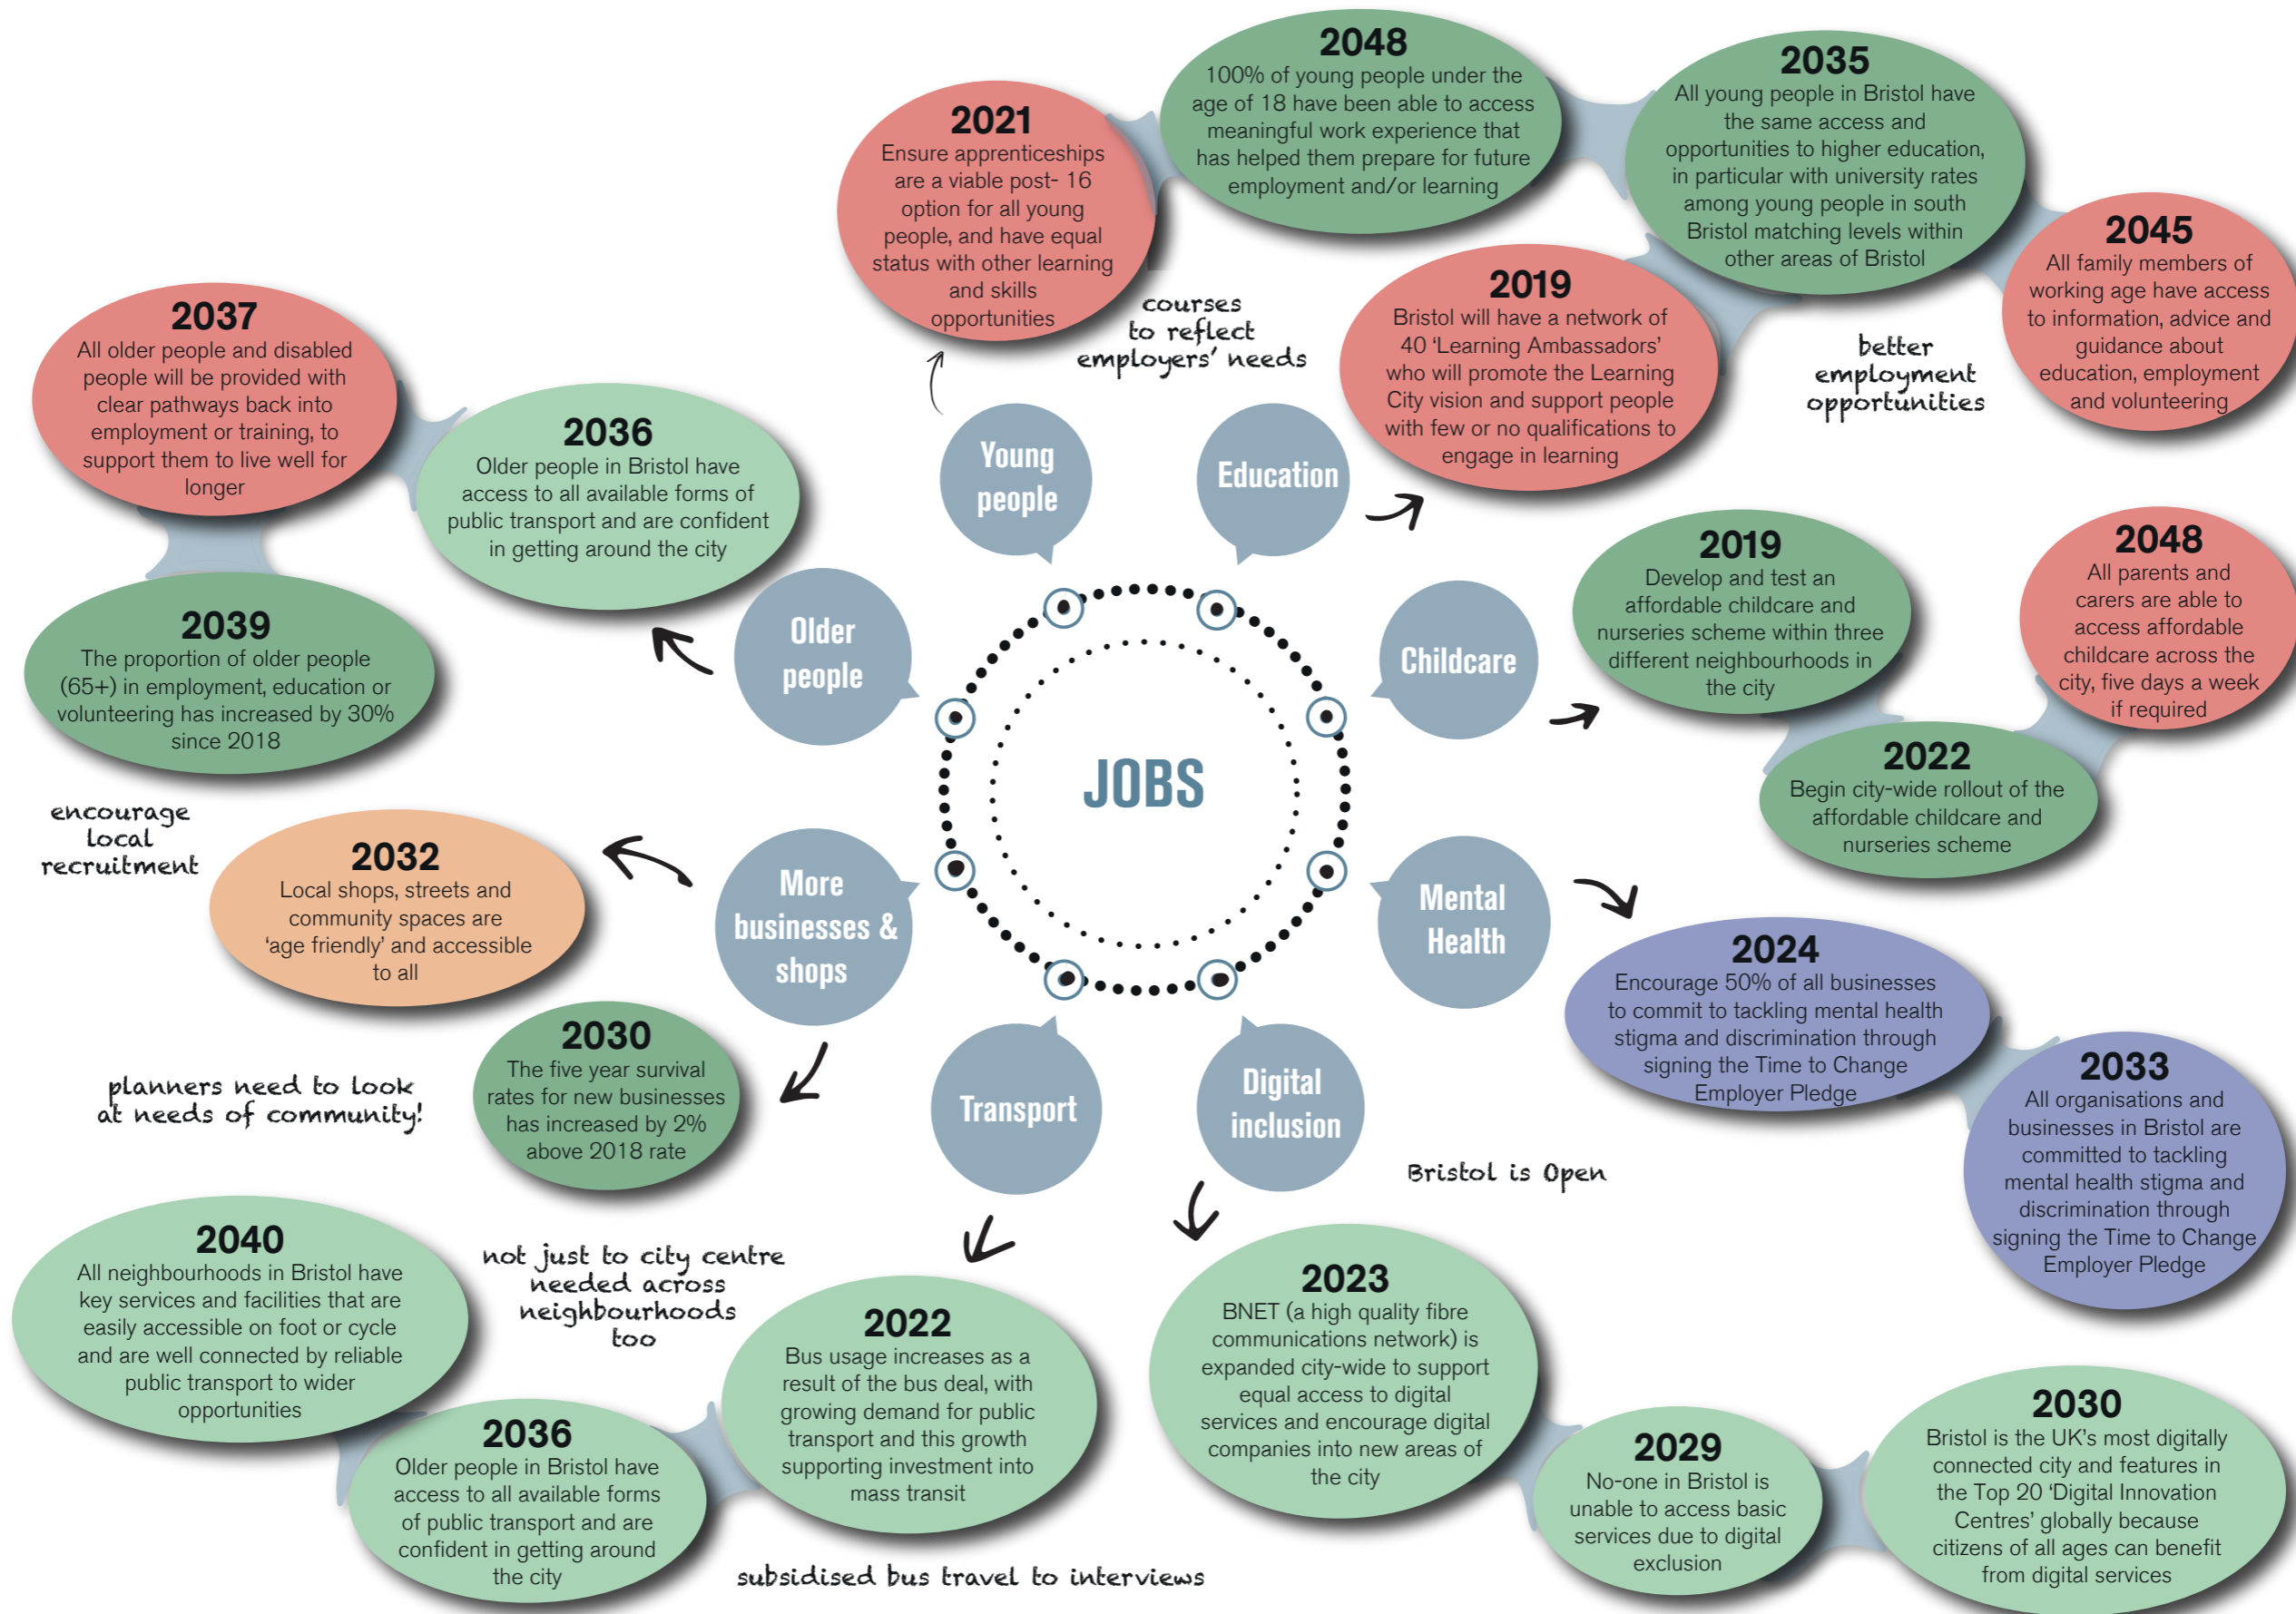 2048
100% of young people under the
age of 18 have been able to access
meaningful work experience that
has helped them prepare for future
employment and/or learning
2035
All young people in Bristol have
the same access and
opportunities to higher education,
in particular with university rates
among young people in south
Bristol matching levels within
other areas of Bristol
2021
Ensure apprenticeships
are a viable post- 16
option for all young
people, and have equal
status with other learning
and skills
opportunities
2045
All family members of
working age have access
to information, advice and
guidance about
education, employment
and volunteering
2019
Bristol will have a network of
40 ‘Learning Ambassadors’
who will promote the Learning
City vision and support people
with few or no qualifications to
engage in learning
courses
to reflect
employers' needs
better
employment
opportunities
2037
All older people and disabled
people will be provided with
clear pathways back into
employment or training, to
support them to live well for
longer
2036
Older people in Bristol have
access to all available forms of
public transport and are confident
in getting around the city
Young
people
Education
2019
Develop and test an
affordable childcare and
nurseries scheme within three
different neighbourhoods in
the city
2048
All parents and
carers are able to
access affordable
childcare across the
city, five days a week
if required
2039
The proportion of older people
(65+) in employment, education or
volunteering has increased by 30%
since 2018
Older
people
Childcare
2022
Begin city-wide rollout of the
affordable childcare and
nurseries scheme
JOBS
encourage
local
recruitment
2032
Local shops, streets and
community spaces are
‘age friendly’ and accessible
to all
More
businesses &
shops
Mental
Health
2024
Encourage 50% of all businesses
to commit to tackling mental health
stigma and discrimination through
signing the Time to Change
Employer Pledge
2030
The five year survival
rates for new businesses
has increased by 2%
above 2018 rate
planners need to look
at needs of community!
Transport
Digital
inclusion
2033
All organisations and
businesses in Bristol are
committed to tackling
mental health stigma and
discrimination through
signing the Time to Change
Employer Pledge
Bristol is Open
2040
All neighbourhoods in Bristol have
key services and facilities that are
easily accessible on foot or cycle
and are well connected by reliable
public transport to wider
opportunities
not just to city centre
needed across
neighbourhoods
too
2022
Bus usage increases as a
result of the bus deal, with
growing demand for public
transport and this growth
supporting investment into
mass transit
2023
BNET (a high quality fibre
communications network) is
expanded city-wide to support
equal access to digital
services and encourage digital
companies into new areas of
the city
2036
Older people in Bristol have
access to all available forms
of public transport and are
confident in getting around
the city
2029
No-one in Bristol is
unable to access basic
services due to digital
exclusion
2030
Bristol is the UK’s most digitally
connected city and features in
the Top 20 ‘Digital Innovation
Centres’ globally because
citizens of all ages can benefit
from digital services
subsidised bus travel to interviews